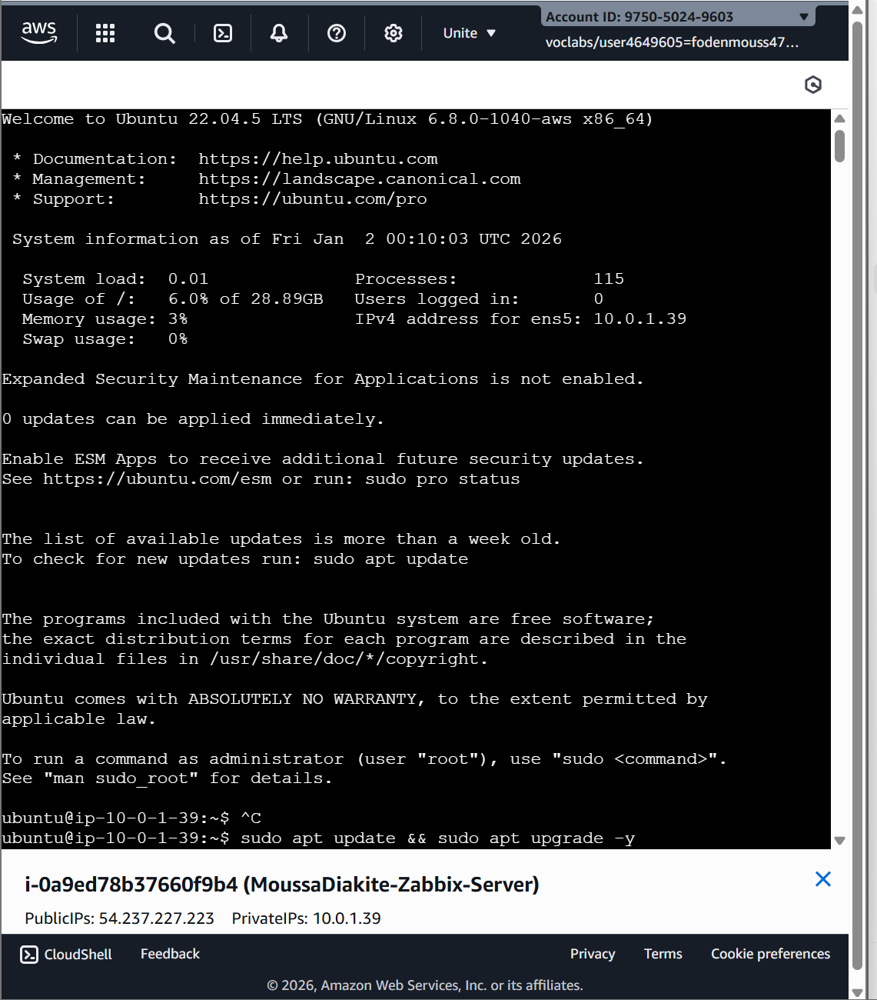 aws
Unite
Account ID: 9750-5024-9603
voclabs/user4649605=fodenmouss47...
Welcome to Ubuntu 22.04.5 LTS (GNU/Linux 6.8.0-1040-aws x86_64)
* Documentation: https://help.ubuntu.com
* Management: https://landscape.canonical.com
* Support: https://ubuntu.com/pro
System information as of Fri Jan 2 00:10:03 UTC 2026
System load: 0.01 Processes: 115
Usage of /: 6.0% of 28.89GB Users logged in: 0
Memory usage: 3% IPv4 address for ens5: 10.0.1.39
Swap usage: 0%
Expanded Security Maintenance for Applications is not enabled.
0 updates can be applied immediately.
Enable ESM Apps to receive additional future security updates.
See https://ubuntu.com/esm or run: sudo pro status
The list of available updates is more than a week old.
To check for new updates run: sudo apt update
The programs included with the Ubuntu system are free software;
the exact distribution terms for each program are described in the
individual files in /usr/share/doc/*/copyright.
Ubuntu comes with ABSOLUTELY NO WARRANTY, to the extent permitted by
applicable law.
To run a command as administrator (user "root"), use "sudo <command>".
See "man sudo_root" for details.
ubuntu@ip-10-0-1-39:~$ ^C
ubuntu@ip-10-0-1-39:~$ sudo apt update && sudo apt upgrade -y
i-0a9ed78b37660f9b4 (MoussaDiakite-Zabbix-Server)
PublicIPs: 54.237.227.223 PrivateIPs: 10.0.1.39
CloudShell Feedback Privacy Terms Cookie preferences
© 2026, Amazon Web Services, Inc. or its affiliates.